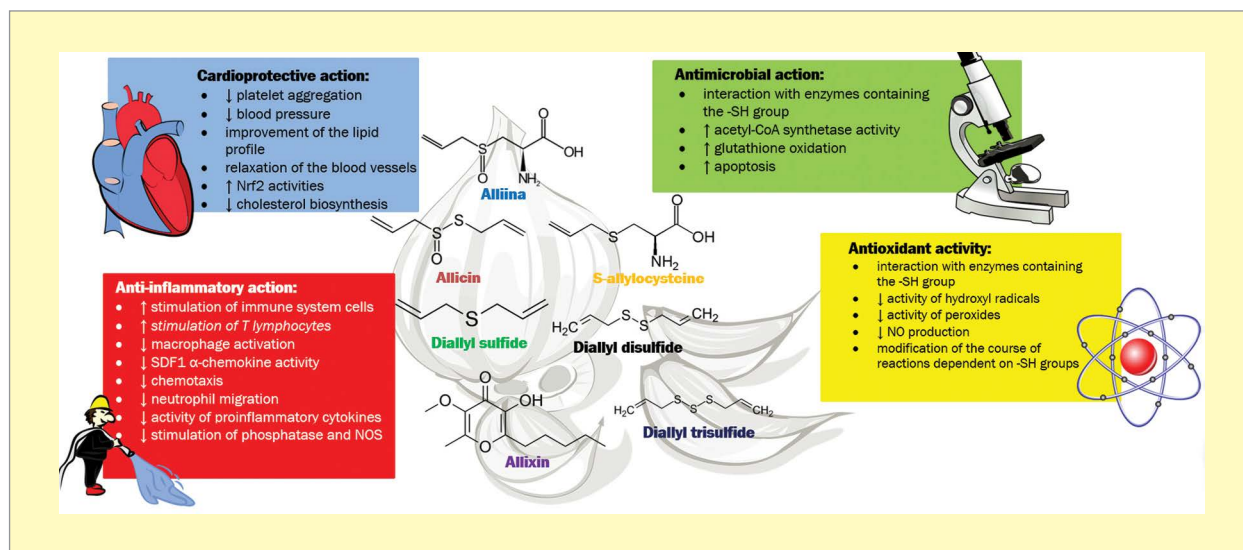 Cardioprotective action:
• ↓ platelet aggregation
• ↓ blood pressure
• improvement of the lipid
profile
• relaxation of the blood vessels
• ↑ Nrf2 activities
• ↓ cholesterol biosynthesis
Antimicrobial action:
• interaction with enzymes containing
the -SH group
• ↑ acetyl-CoA synthetase activity
• ↑ glutathione oxidation
• ↑ apoptosis
O
OH
S
O
NH2
Alliina
S
S
O
Allicin
O
S
OH
NH2
S-allylocysteine
Anti-inflammatory action:
• ↑ stimulation of immune system cells
• ↑ stimulation of T lymphocytes
• ↓ macrophage activation
• ↓ SDF1 α-chemokine activity
• ↓ chemotaxis
• ↓ neutrophil migration
• ↓ activity of proinflammatory cytokines
• ↓ stimulation of phosphatase and NOS
Antioxidant activity:
• interaction with enzymes containing
the -SH group
• ↓ activity of hydroxyl radicals
• ↓ activity of peroxides
• ↓ NO production
• modification of the course of
reactions dependent on -SH groups
S
Diallyl sulfide
H2C S S CH2
Diallyl disulfide
O
O OH
O
Allixin
H2C S S S CH2
Diallyl trisulfide